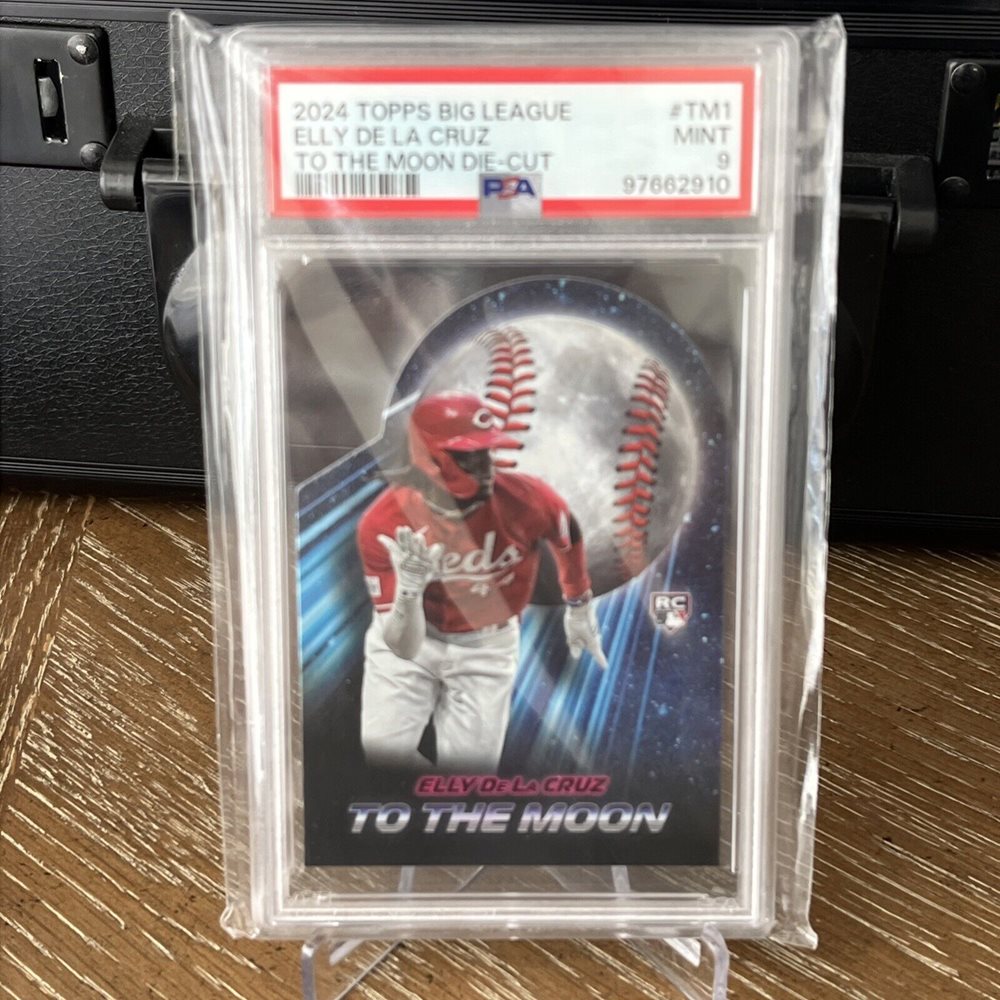 2024 TOPPS BIG LEAGUE #TM1
ELLY DE LA CRUZ MINT
TO THE MOON DIE-CUT 9
PSA 97662910
Reds
RC
ELLY DE LA CRUZ
TO THE MOON